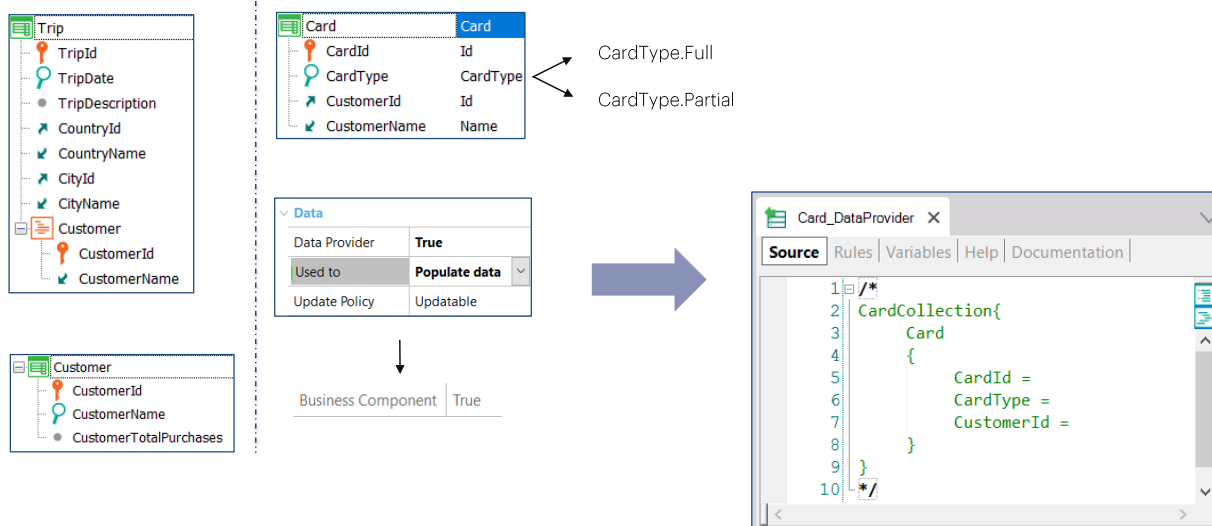 Trip
TripId
TripDate
TripDescription
CountryId
CountryName
CityId
CityName
Customer
CustomerId
CustomerName
Customer
CustomerId
CustomerName
CustomerTotalPurchases
Card Card
CardId Id
CardType CardType
CustomerId Id
CustomerName Name
CardType.Full
CardType.Partial
Data
Data Provider True
Used to Populate data
Update Policy Updatable
Business Component True
Card_DataProvider
Source Rules Variables Help Documentation
1 /*
2 CardCollection{
3 Card
4 {
5 CardId =
6 CardType =
7 CustomerId =
8 }
9 }
10 */